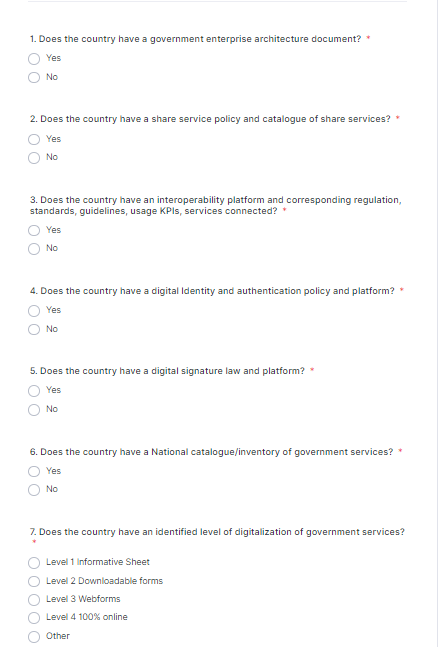 1. Does the country have a government enterprise architecture document? *
Yes
No
2. Does the country have a share service policy and catalogue of share services? *
Yes
No
3. Does the country have an interoperability platform and corresponding regulation,
standards, guidelines, usage KPIs, services connected? *
Yes
No
4. Does the country have a digital Identity and authentication policy and platform? *
Yes
No
5. Does the country have a digital signature law and platform? *
Yes
No
6. Does the country have a National catalogue/inventory of government services? *
Yes
No
7. Does the country have an identified level of digitalization of government services?
*
Level 1 Informative Sheet
Level 2 Downloadable forms
Level 3 Webforms
Level 4 100% online
Other